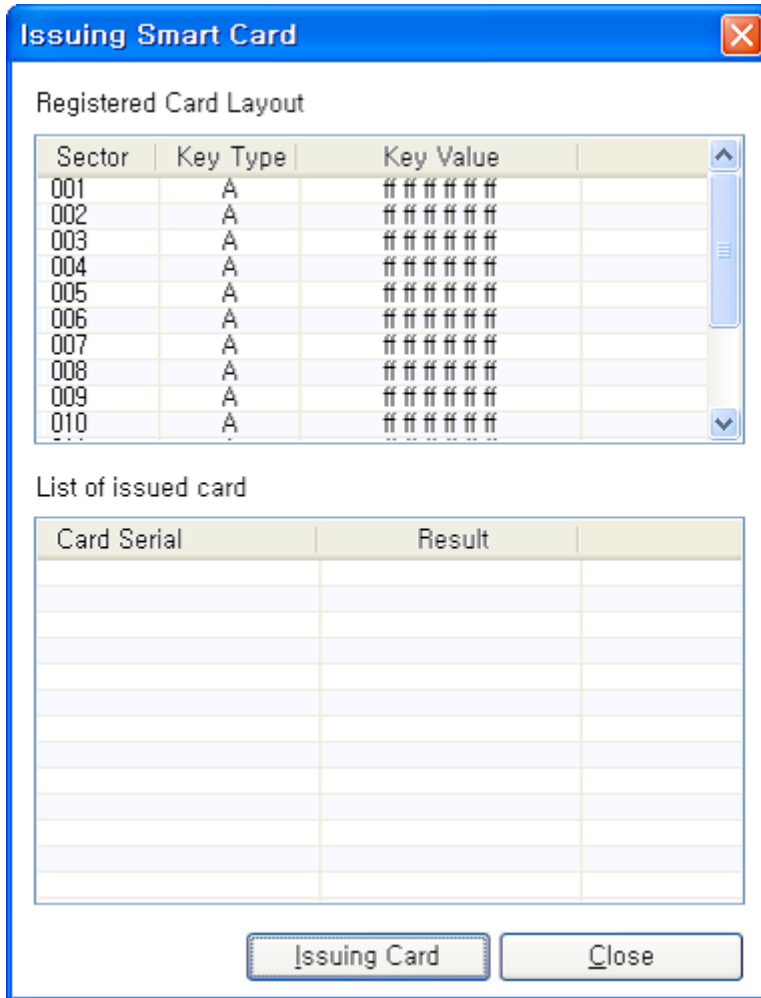 Issuing Smart Card
Registered Card Layout
Sector Key Type Key Value
001 A ff ff ff ff ff ff
002 A ff ff ff ff ff ff
003 A ff ff ff ff ff ff
004 A ff ff ff ff ff ff
005 A ff ff ff ff ff ff
006 A ff ff ff ff ff ff
007 A ff ff ff ff ff ff
008 A ff ff ff ff ff ff
009 A ff ff ff ff ff ff
010 A ff ff ff ff ff ff
List of issued card
Card Serial Result
Issuing Card Close